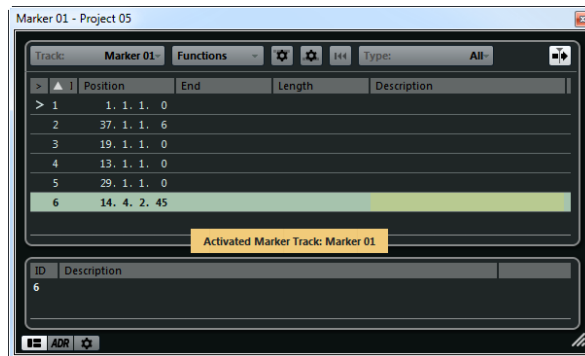 Marker 01 - Project 05
Track: Marker 01 Functions Type: All
> Position End Length Description
> 1 1. 1. 1. 0
2 37. 1. 1. 6
3 19. 1. 1. 0
4 13. 1. 1. 0
5 29. 1. 1. 0
6 14. 4. 2. 45
Activated Marker Track: Marker 01
ID Description
6
ADR